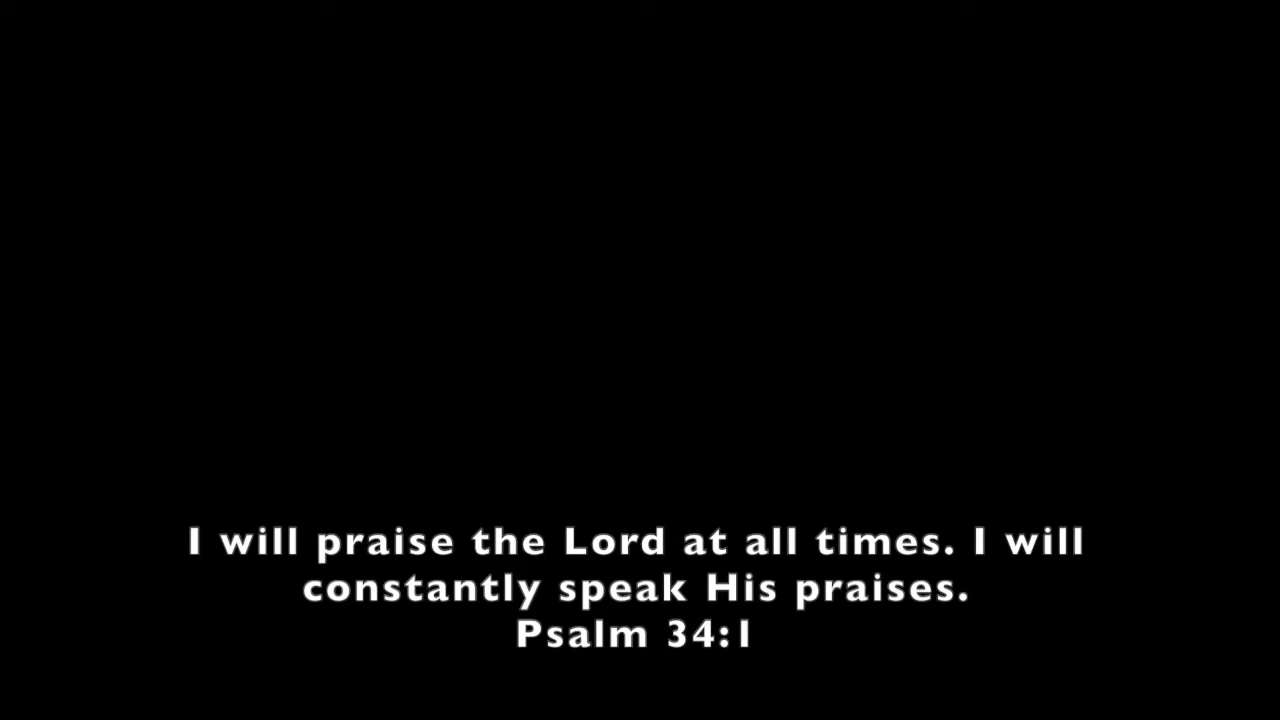 I will praise the Lord at all times. I will
constantly speak His praises.
Psalm 34:1